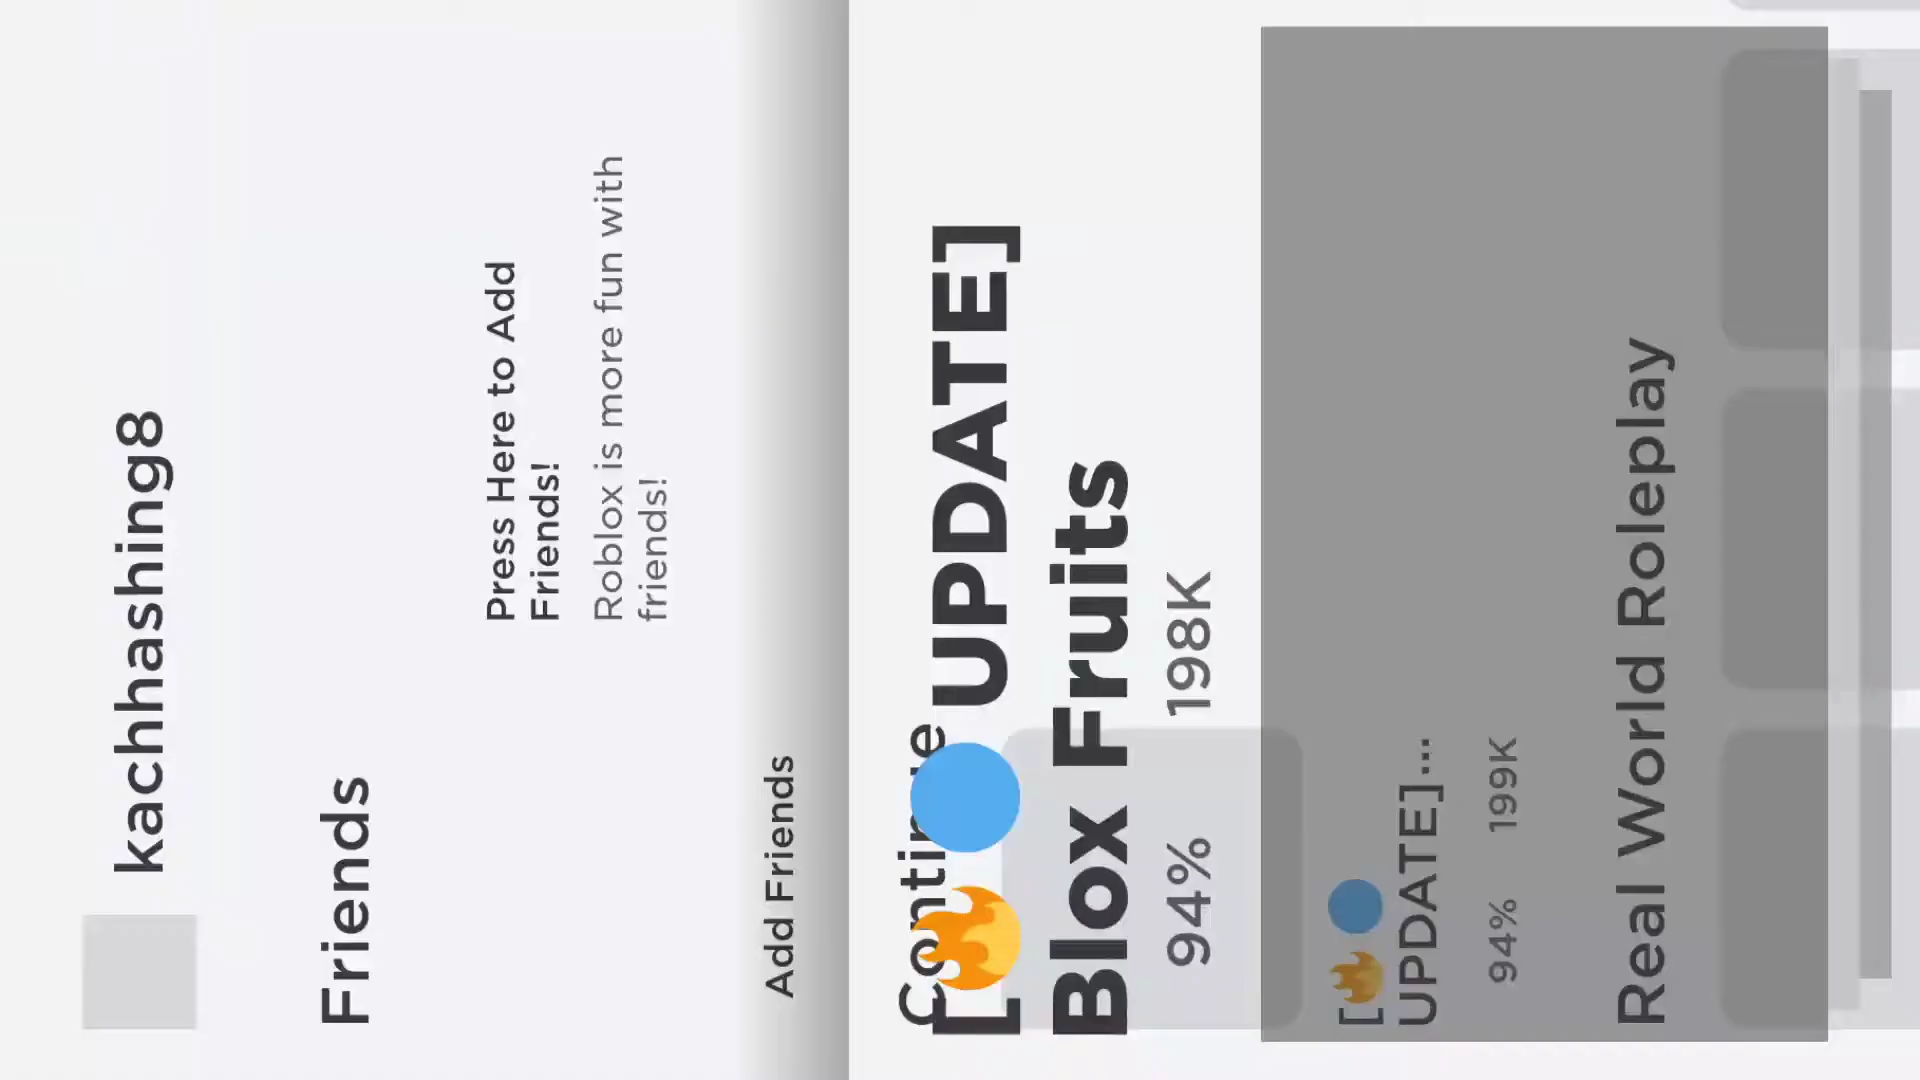 kachhashing8
Friends
Press Here to Add
Friends!
Roblox is more fun with
friends!
Add Friends
Continue
[🔥🔵 UPDATE]
Blox Fruits
94% 198K
[🔥🔵
UPDATE]...
94% 199K
Real World Roleplay